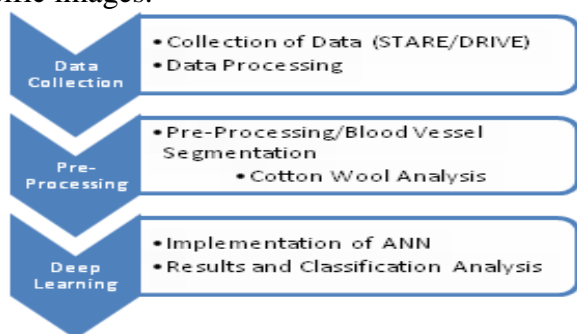 Data
Collection
• Collection of Data (STARE/DRIVE)
• Data Processing
Pre-
Processing
• Pre-Processing/Blood Vessel
Segmentation
• Cotton Wool Analysis
Deep
Learning
• Implementation of ANN
• Results and Classification Analysis